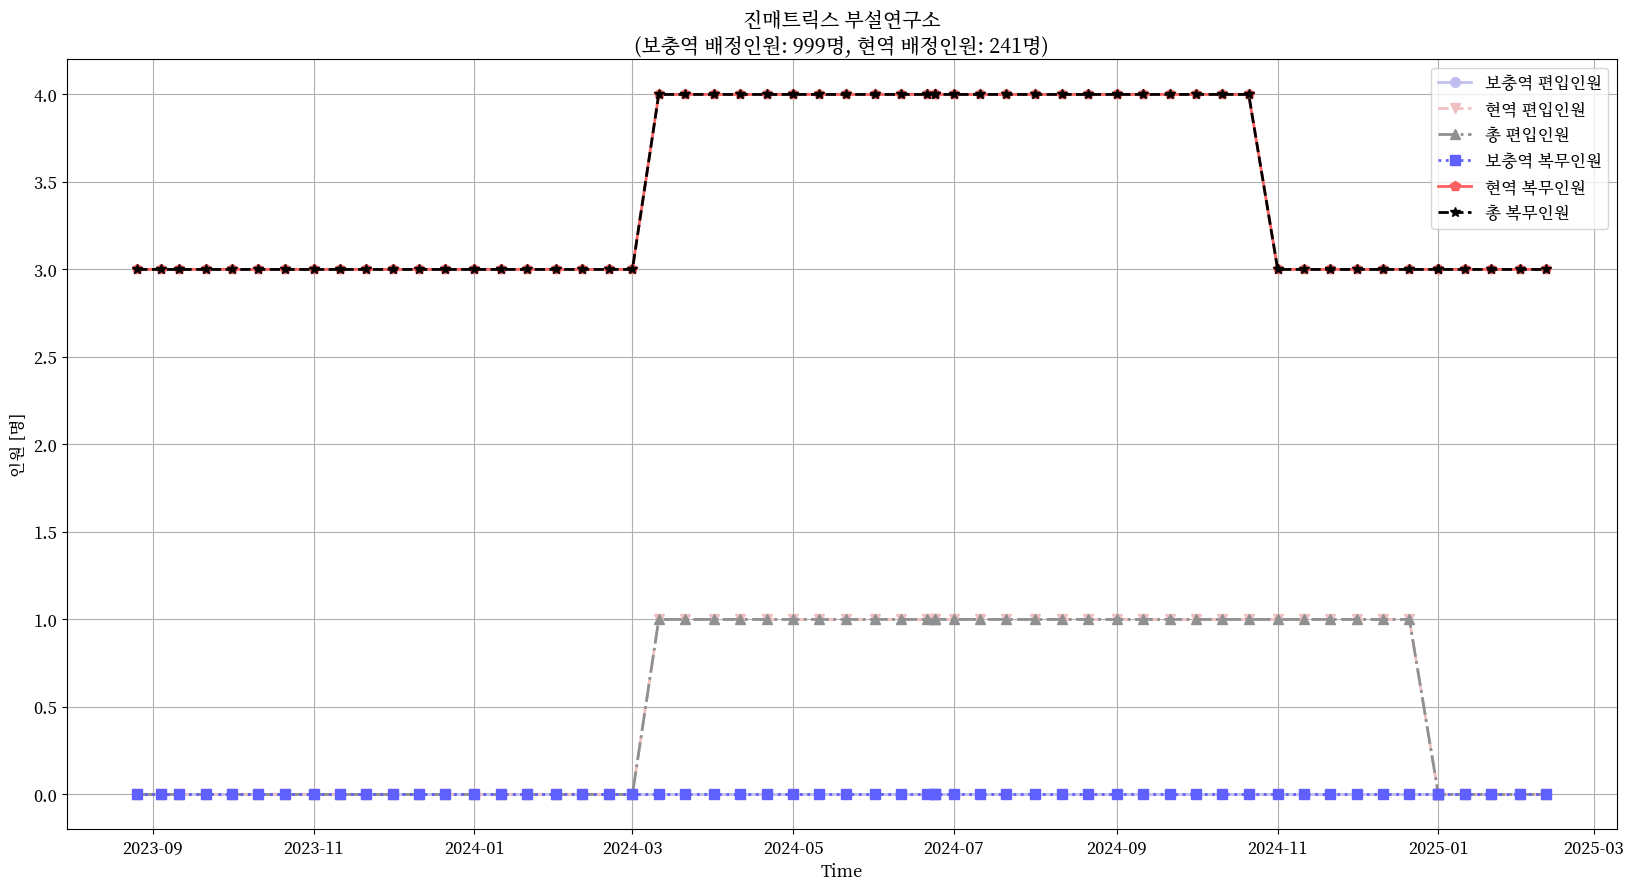 진매트릭스 부설연구소
(보충역 배정인원: 999명, 현역 배정인원: 241명)
보충역 편입인원
현역 편입인원
총 편입인원
보충역 복무인원
현역 복무인원
총 복무인원
4.0
3.5
3.0
2.5
2.0
1.5
1.0
0.5
0.0
인원 [명]
2023-09 2023-11 2024-01 2024-03 2024-05 2024-07 2024-09 2024-11 2025-01 2025-03
Time